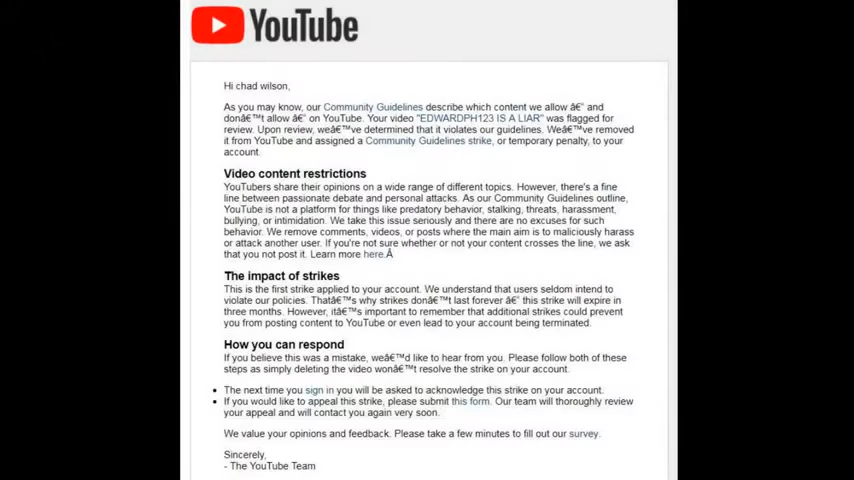 YouTube
Hi chad wilson,
As you may know, our Community Guidelines describe which content we allow â€“ and
donâ€™t allow â€“ on YouTube. Your video "EDWARDPH123 IS A LIAR" was flagged for
review. Upon review, weâ€™ve determined that it violates our guidelines. Weâ€™ve removed
it from YouTube and assigned a Community Guidelines strike, or temporary penalty, to your
account.
Video content restrictions
YouTubers share their opinions on a wide range of different topics. However, there's a fine
line between passionate debate and personal attacks. As our Community Guidelines outline,
YouTube is not a platform for things like predatory behavior, stalking, threats, harassment,
bullying, or intimidation. We take this issue seriously and there are no excuses for such
behavior. We remove comments, videos, or posts where the main aim is to maliciously harass
or attack another user. If you're not sure whether or not your content crosses the line, we ask
that you not post it. Learn more here.Â
The impact of strikes
This is the first strike applied to your account. We understand that users seldom intend to
violate our policies. Thatâ€™s why strikes donâ€™t last forever â€“ this strike will expire in
three months. However, itâ€™s important to remember that additional strikes could prevent
you from posting content to YouTube or even lead to your account being terminated.
How you can respond
If you believe this was a mistake, weâ€™d like to hear from you. Please follow both of these
steps as simply deleting the video wonâ€™t resolve the strike on your account.
• The next time you sign in you will be asked to acknowledge this strike on your account.
• If you would like to appeal this strike, please submit this form. Our team will thoroughly review
your appeal and will contact you again very soon.
We value your opinions and feedback. Please take a few minutes to fill out our survey.
Sincerely,
- The YouTube Team